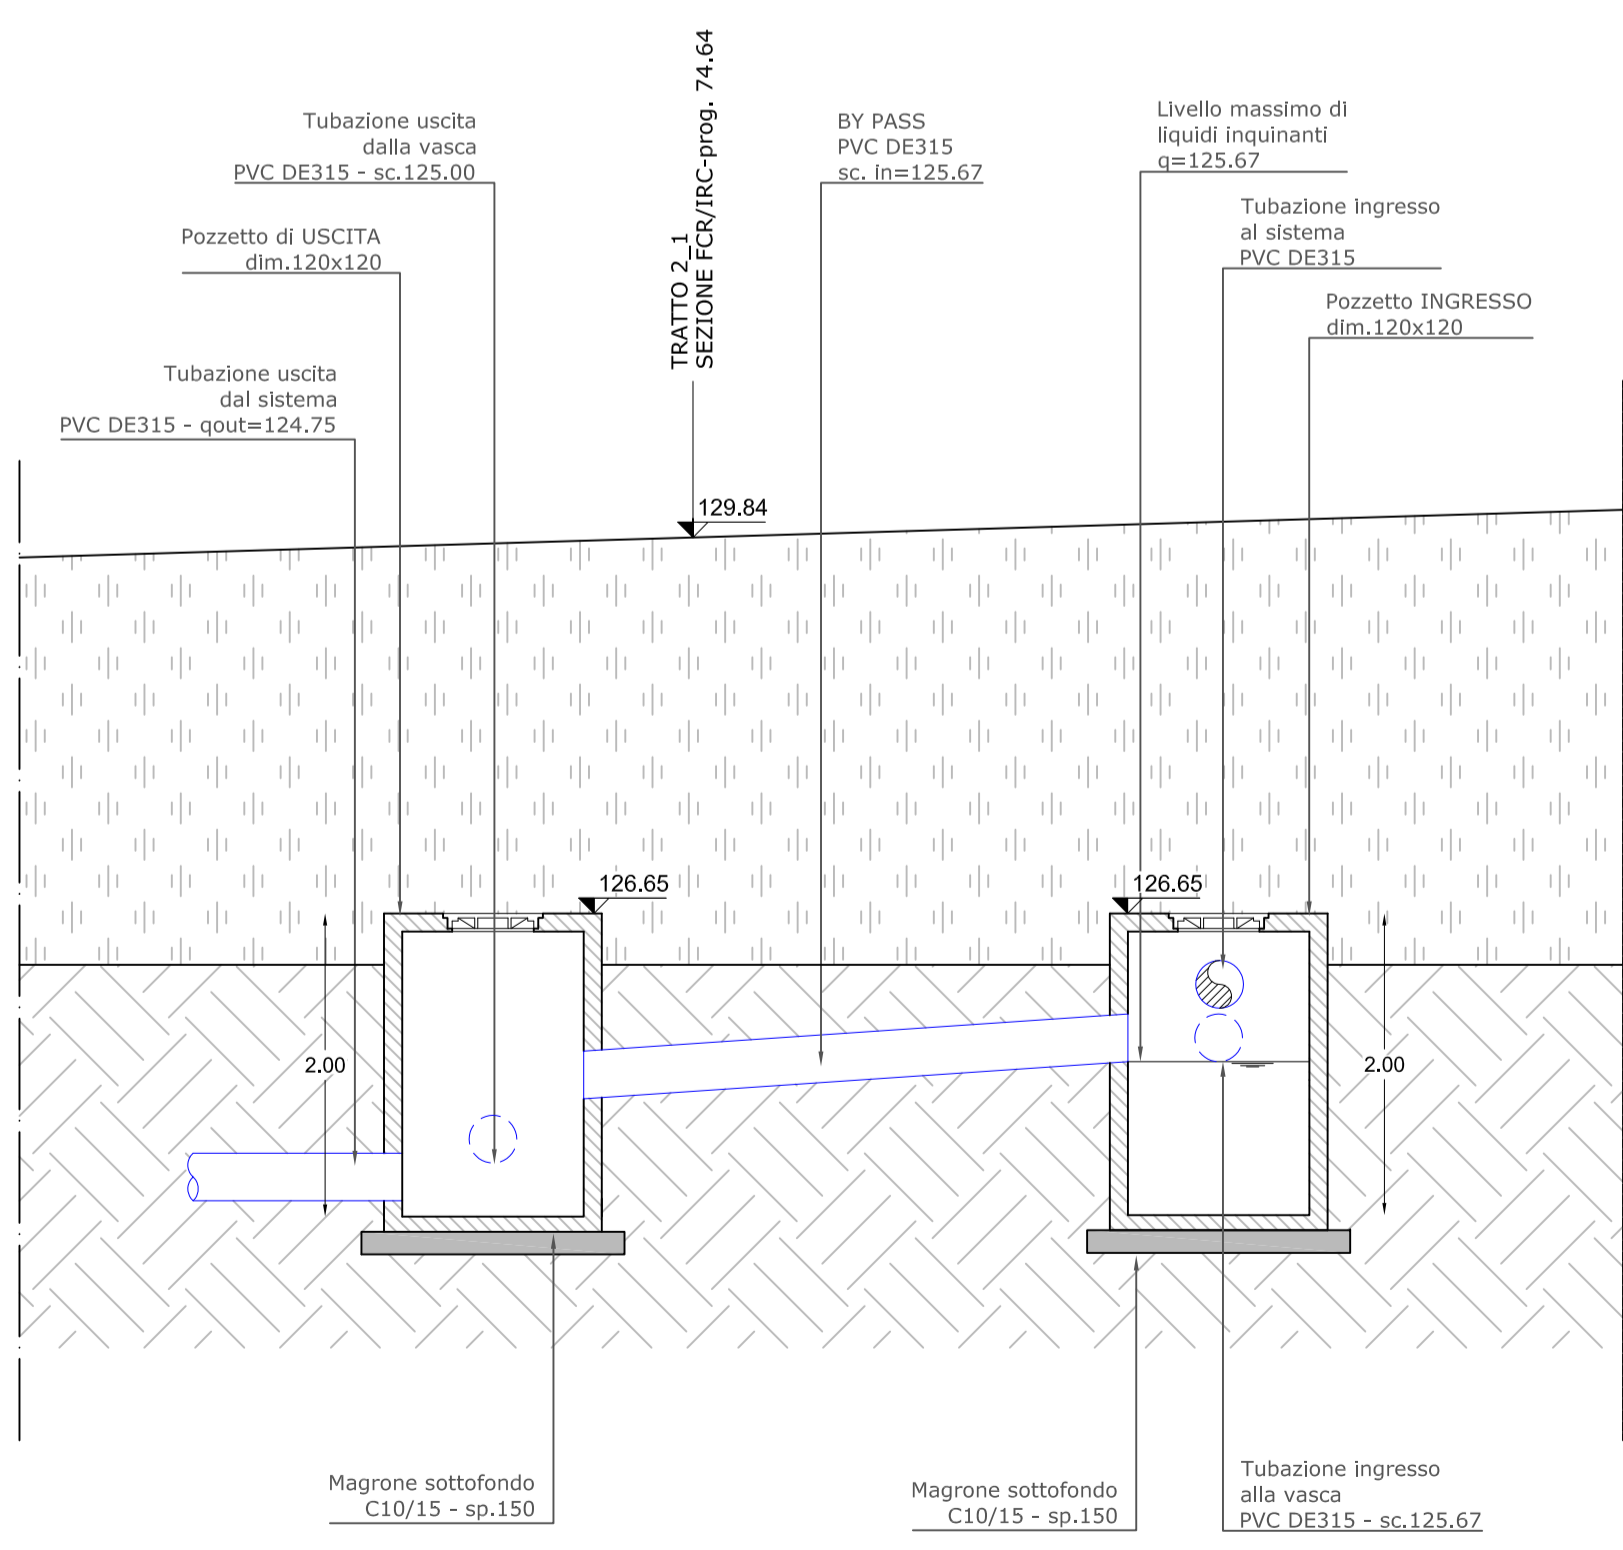 TRATTO 2_1
SEZIONE FCR/IRC-prog. 74.64
Tubazione uscita
dalla vasca
PVC DE315 - sc.125.00
BY PASS
PVC DE315
sc. in=125.67
Livello massimo di
liquidi inquinanti
q=125.67
Tubazione ingresso
al sistema
PVC DE315
Pozzetto di USCITA
dim.120x120
Pozzetto INGRESSO
dim.120x120
Tubazione uscita
dal sistema
PVC DE315 - qout=124.75
129.84
126.65
126.65
2.00
2.00
Magrone sottofondo
C10/15 - sp.150
Magrone sottofondo
C10/15 - sp.150
Tubazione ingresso
alla vasca
PVC DE315 - sc.125.67